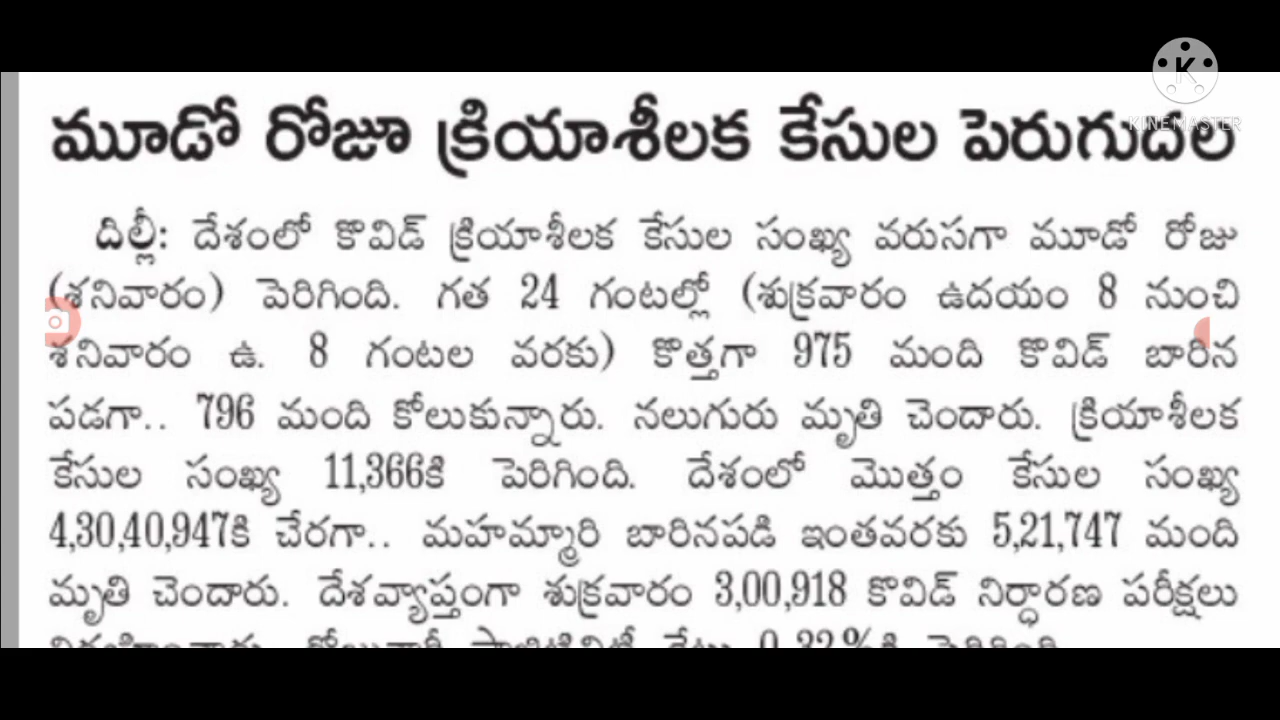 మూడో రోజూ క్రియాశీలక కేసుల పెరుగుదల
KINEMASTER
దిల్లీ: దేశంలో కొవిడ్ క్రియాశీలక కేసుల సంఖ్య వరుసగా మూడో రోజు
(శనివారం) పెరిగింది. గత 24 గంటల్లో (శుక్రవారం ఉదయం 8 నుంచి
శనివారం ఉ. 8 గంటల వరకు) కొత్తగా 975 మంది కొవిడ్ బారిన
పడగా.. 796 మంది కోలుకున్నారు. నలుగురు మృతి చెందారు. క్రియాశీలక
కేసుల సంఖ్య 11,366కి పెరిగింది. దేశంలో మొత్తం కేసుల సంఖ్య
4,30,40,947కి చేరగా.. మహమ్మారి బారినపడి ఇంతవరకు 5,21,747 మంది
మృతి చెందారు. దేశవ్యాప్తంగా శుక్రవారం 3,00,918 కొవిడ్ నిర్ధారణ పరీక్షలు